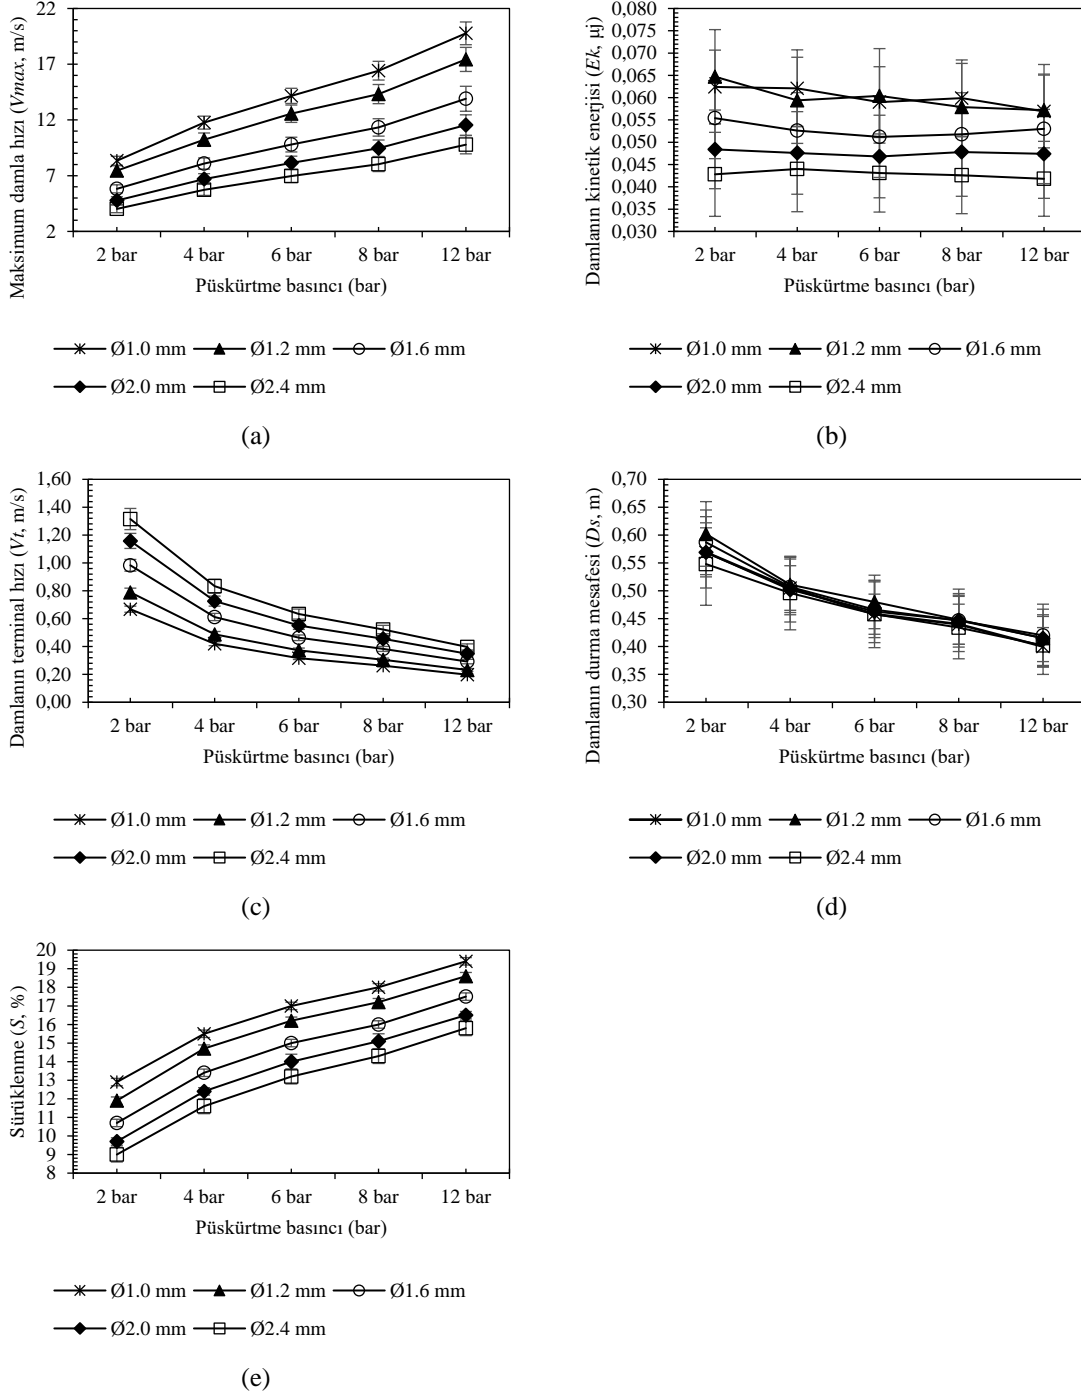 Maksimum damla hızı (Vmax, m/s)
22
17
12
7
2
2 bar 4 bar 6 bar 8 bar 12 bar
Püskürtme basıncı (bar)
Ø1.0 mm Ø1.2 mm Ø1.6 mm
Ø2.0 mm Ø2.4 mm
(a)
Damlanın kinetik enerjisi (Ek, µj)
0,080
0,075
0,070
0,065
0,060
0,055
0,050
0,045
0,040
0,035
0,030
2 bar 4 bar 6 bar 8 bar 12 bar
Püskürtme basıncı (bar)
Ø1.0 mm Ø1.2 mm Ø1.6 mm
Ø2.0 mm Ø2.4 mm
(b)
Damlanın terminal hızı (Vt, m/s)
1,60
1,40
1,20
1,00
0,80
0,60
0,40
0,20
0,00
2 bar 4 bar 6 bar 8 bar 12 bar
Püskürtme basıncı (bar)
Ø1.0 mm Ø1.2 mm Ø1.6 mm
Ø2.0 mm Ø2.4 mm
(c)
Damlanın durma mesafesi (Ds, m)
0,70
0,65
0,60
0,55
0,50
0,45
0,40
0,35
0,30
2 bar 4 bar 6 bar 8 bar 12 bar
Püskürtme basıncı (bar)
Ø1.0 mm Ø1.2 mm Ø1.6 mm
Ø2.0 mm Ø2.4 mm
(d)
Sürüklenme (S, %)
20
19
18
17
16
15
14
13
12
11
10
9
8
2 bar 4 bar 6 bar 8 bar 12 bar
Püskürtme basıncı (bar)
Ø1.0 mm Ø1.2 mm Ø1.6 mm
Ø2.0 mm Ø2.4 mm
(e)